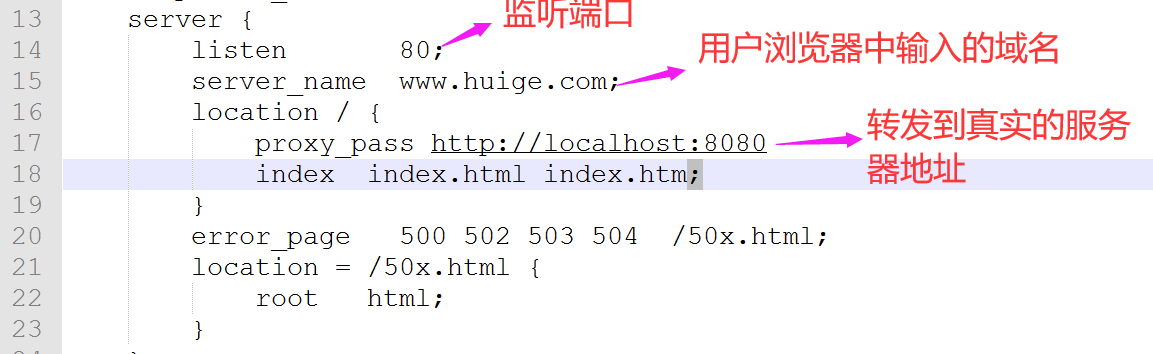 监听端口
13 server {
14 listen 80;
用户浏览器中输入的域名
15 server_name www.huige.com;
16 location / {
17 proxy_pass http://localhost:8080
转发到真实的服务
器地址
18 index index.html index.htm;
19 }
20 error_page 500 502 503 504 /50x.html;
21 location = /50x.html {
22 root html;
23 }